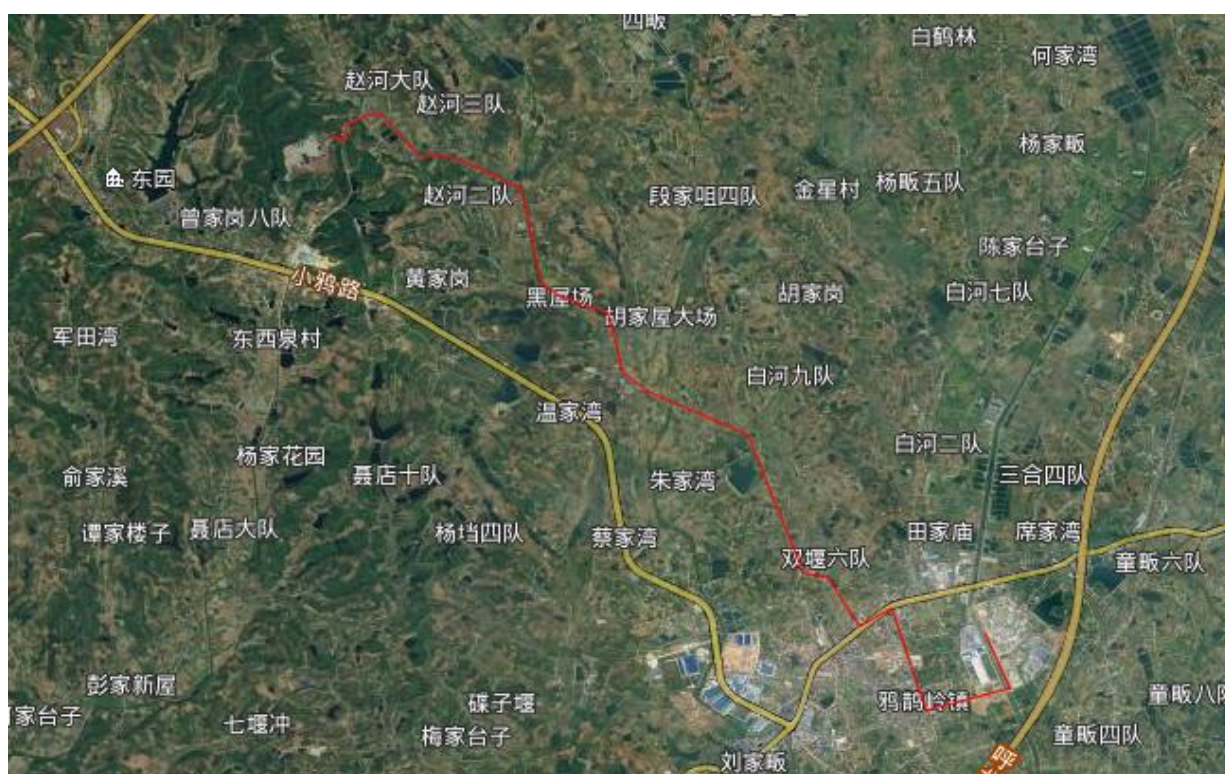 四畈
白鹤林
何家湾
赵河大队
赵河三队
杨家畈
东园
赵河二队
段家咀四队
金星村
杨畈五队
曾家岗八队
陈家台子
小鸦路
黄家岗
黑屋场
胡家岗
白河七队
胡家屋大场
军田湾
东西泉村
白河九队
温家湾
白河二队
杨家花园
俞家溪
聂店十队
朱家湾
三合四队
谭家楼子
聂店大队
杨垱四队
蔡家湾
田家庙
席家湾
双堰六队
童畈六队
彭家新屋
碟子堰
鸦鹊岭镇
童畈八队
家台子
七堰冲
梅家台子
童畈四队
刘家畈
呼